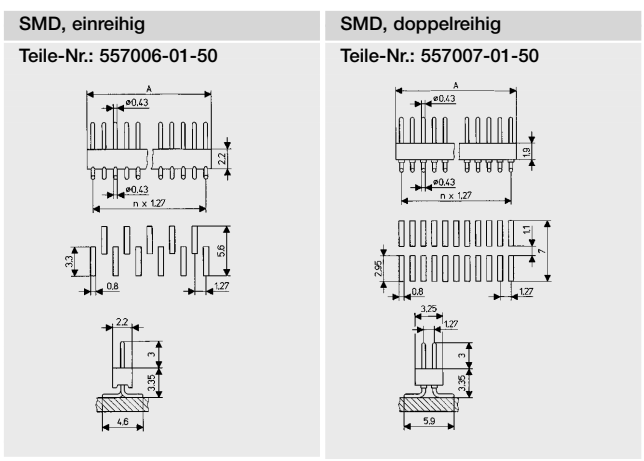 SMD, einreihig
Teile-Nr.: 557006-01-50
A
ø0.43
2.2
ø0.43
n x 1.27
3.3
5.6
0.8
1.27
2.2
3
3.35
4.6
SMD, doppelreihig
Teile-Nr.: 557007-01-50
A
ø0.43
1.9
ø0.43
n x 1.27
1.1
7
2.95
0.8
1.27
3.25
1.27
3
3.35
5.9